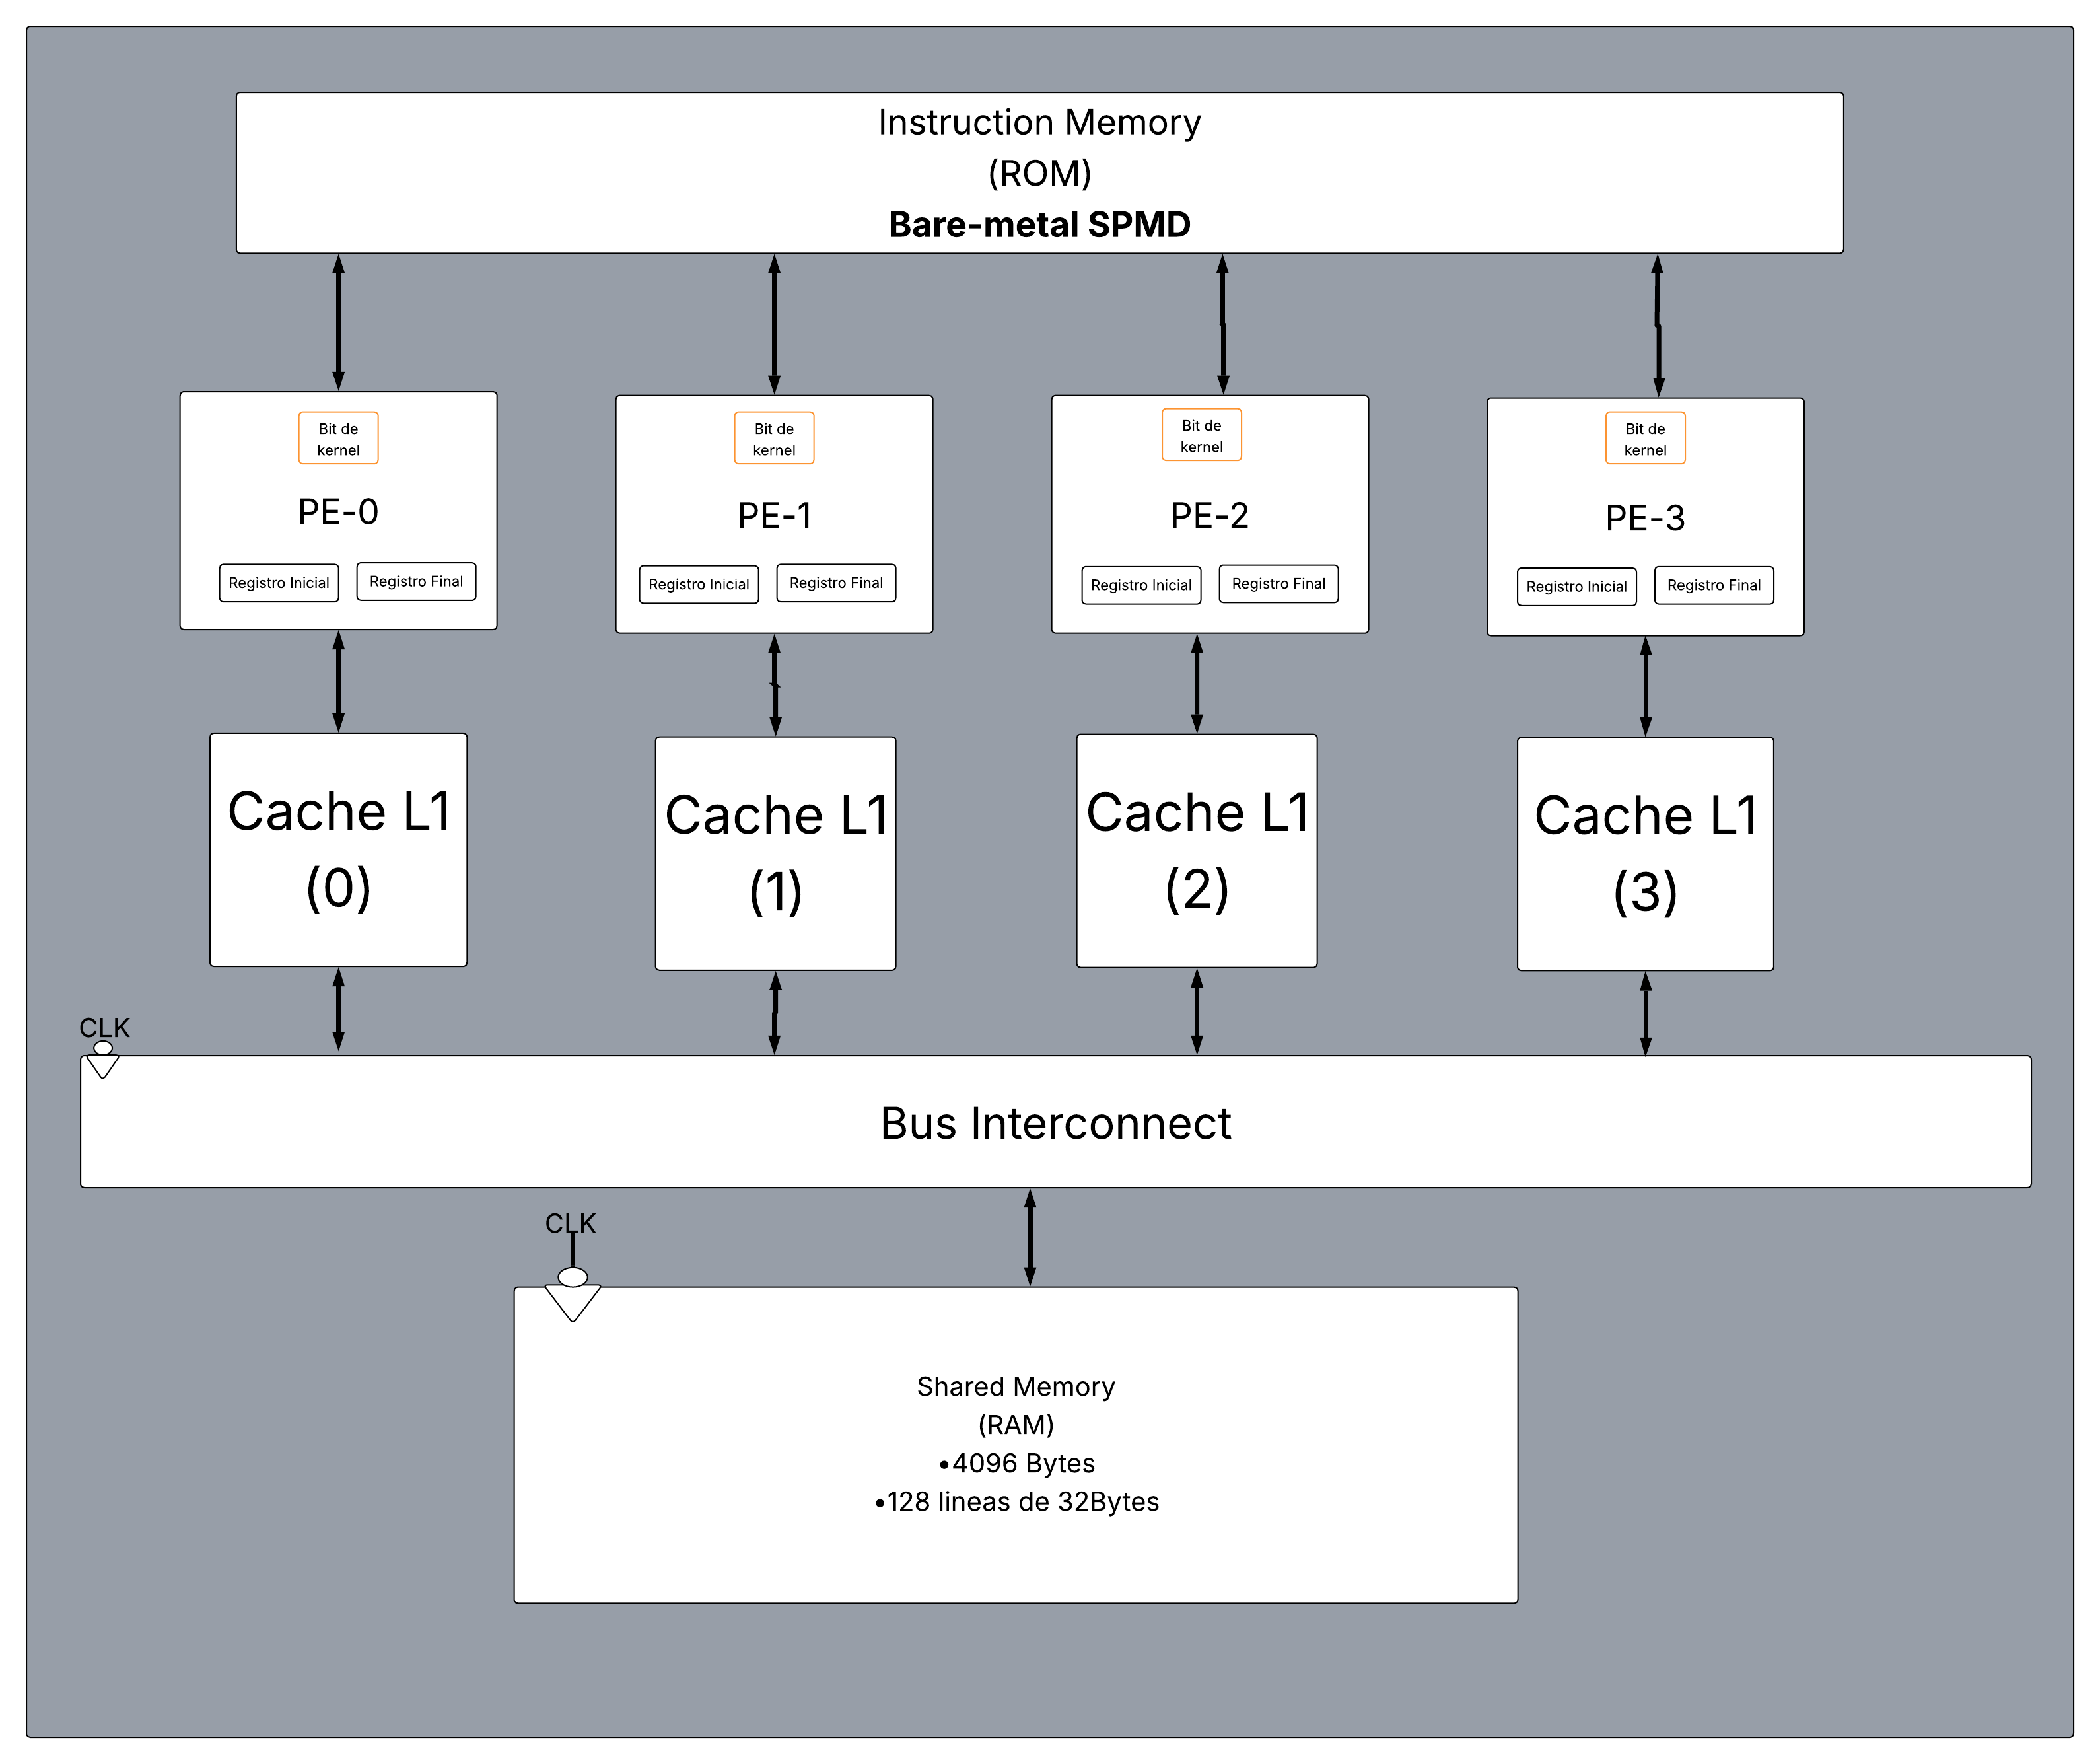 Instruction Memory
(ROM)
Bare-metal SPMD
Bit de
kernel
PE-0
Registro Inicial
Registro Final
Bit de
kernel
PE-1
Registro Inicial
Registro Final
Bit de
kernel
PE-2
Registro Inicial
Registro Final
Bit de
kernel
PE-3
Registro Inicial
Registro Final
Cache L1
(0)
Cache L1
(1)
Cache L1
(2)
Cache L1
(3)
CLK
Bus Interconnect
CLK
Shared Memory
(RAM)
•4096 Bytes
•128 lineas de 32Bytes